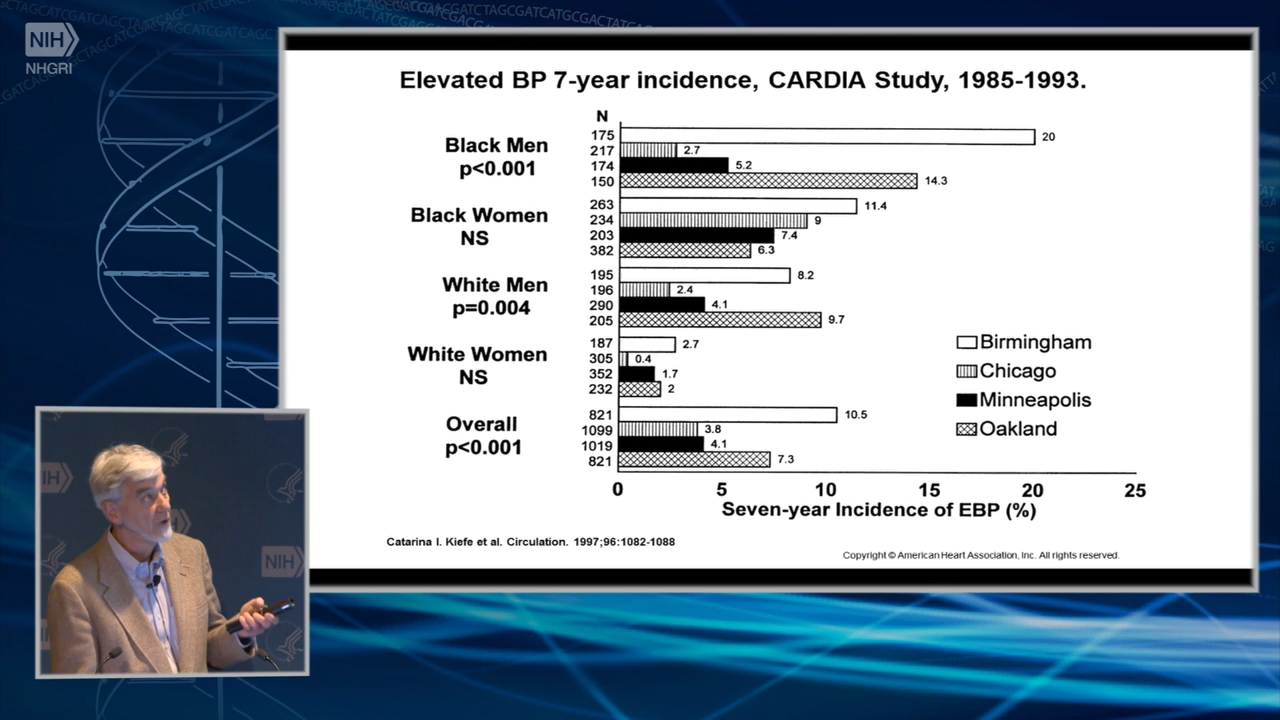 NIH
NHGRI
Elevated BP 7-year incidence, CARDIA Study, 1985-1993.
N
Black Men
p<0.001
175
20
217
2.7
174
5.2
150
14.3
Black Women
NS
263
11.4
234
9
203
7.4
382
6.3
White Men
p=0.004
195
8.2
196
2.4
290
4.1
205
9.7
White Women
NS
187
2.7
305
0.4
352
1.7
232
2
Overall
p<0.001
821
10.5
1099
3.8
1019
4.1
821
7.3
Birmingham
Chicago
Minneapolis
Oakland
0 5 10 15 20 25
Seven-year Incidence of EBP (%)
Catarina I. Kiefe et al. Circulation. 1997;96:1082-1088
Copyright © American Heart Association, Inc. All rights reserved.
IH
NIH